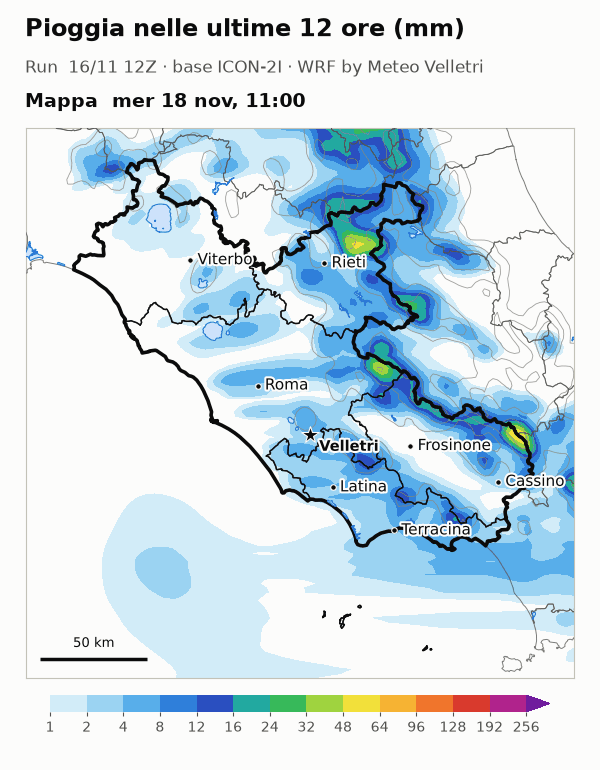 Pioggia nelle ultime 12 ore (mm)
Run  16/11 12Z · base ICON-2I · WRF by Meteo Velletri
Mappa  mer 18 nov, 11:00
Viterbo
Rieti
Roma
Velletri
Frosinone
Cassino
Latina
Terracina
50 km
1 2 4 8 12 16 24 32 48 64 96 128 192 256